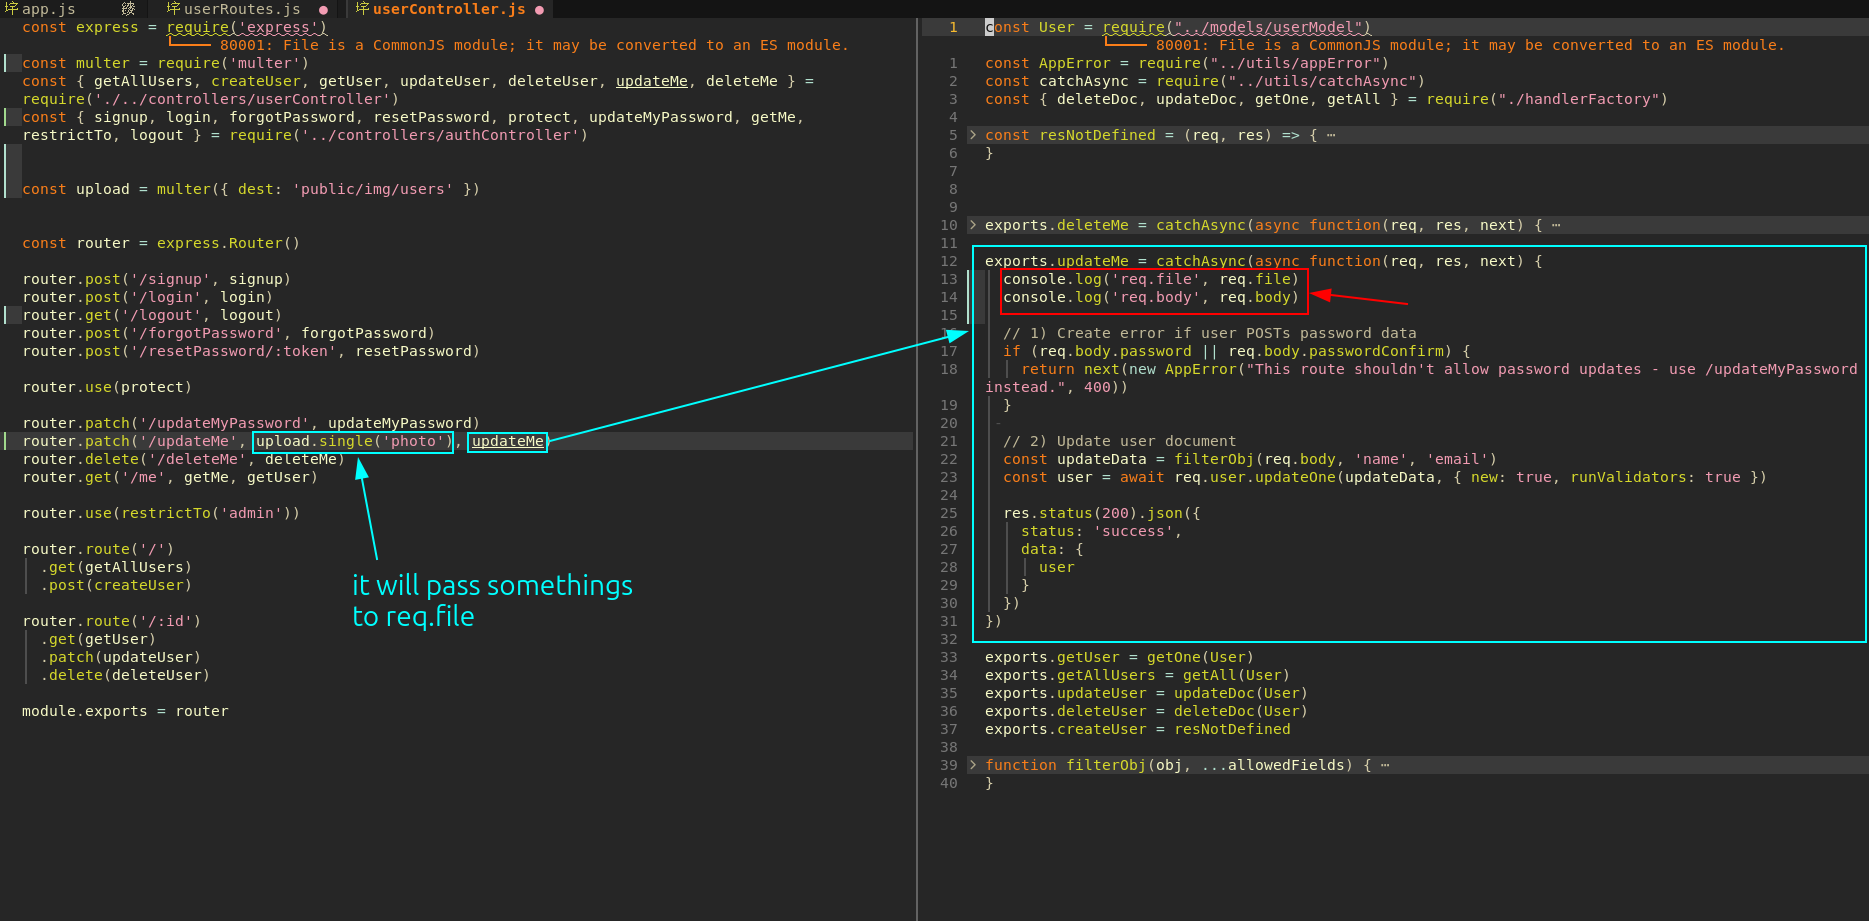 app.js userRoutes.js ● userController.js ●
const express = require('express')
80001: File is a CommonJS module; it may be converted to an ES module.
const multer = require('multer')
const { getAllUsers, createUser, getUser, updateUser, deleteUser, updateMe, deleteMe } =
require('./../controllers/userController')
const { signup, login, forgotPassword, resetPassword, protect, updateMyPassword, getMe,
restrictTo, logout } = require('../controllers/authController')
const upload = multer({ dest: 'public/img/users' })
const router = express.Router()
router.post('/signup', signup)
router.post('/login', login)
router.get('/logout', logout)
router.post('/forgotPassword', forgotPassword)
router.post('/resetPassword/:token', resetPassword)
router.use(protect)
router.patch('/updateMyPassword', updateMyPassword)
router.patch('/updateMe', upload.single('photo'), updateMe)
router.delete('/deleteMe', deleteMe)
router.get('/me', getMe, getUser)
router.use(restrictTo('admin'))
router.route('/')
.get(getAllUsers)
.post(createUser)
it will pass somethings
to req.file
router.route('/:id')
.get(getUser)
.patch(updateUser)
.delete(deleteUser)
module.exports = router
1 const User = require("../models/userModel")
80001: File is a CommonJS module; it may be converted to an ES module.
1 const AppError = require("../utils/appError")
2 const catchAsync = require("../utils/catchAsync")
3 const { deleteDoc, updateDoc, getOne, getAll } = require("./handlerFactory")
4
5 > const resNotDefined = (req, res) => { ⋯
6 }
7
8
9
10 > exports.deleteMe = catchAsync(async function(req, res, next) { ⋯
11
12 exports.updateMe = catchAsync(async function(req, res, next) {
13 console.log('req.file', req.file)
14 console.log('req.body', req.body)
15
16 // 1) Create error if user POSTs password data
17 if (req.body.password || req.body.passwordConfirm) {
18 return next(new AppError("This route shouldn't allow password updates - use /updateMyPassword
instead.", 400))
19 }
20 -
21 // 2) Update user document
22 const updateData = filterObj(req.body, 'name', 'email')
23 const user = await req.user.updateOne(updateData, { new: true, runValidators: true })
24
25 res.status(200).json({
26 status: 'success',
27 data: {
28 user
29 }
30 })
31 })
32
33 exports.getUser = getOne(User)
34 exports.getAllUsers = getAll(User)
35 exports.updateUser = updateDoc(User)
36 exports.deleteUser = deleteDoc(User)
37 exports.createUser = resNotDefined
38
39 > function filterObj(obj, ...allowedFields) { ⋯
40 }